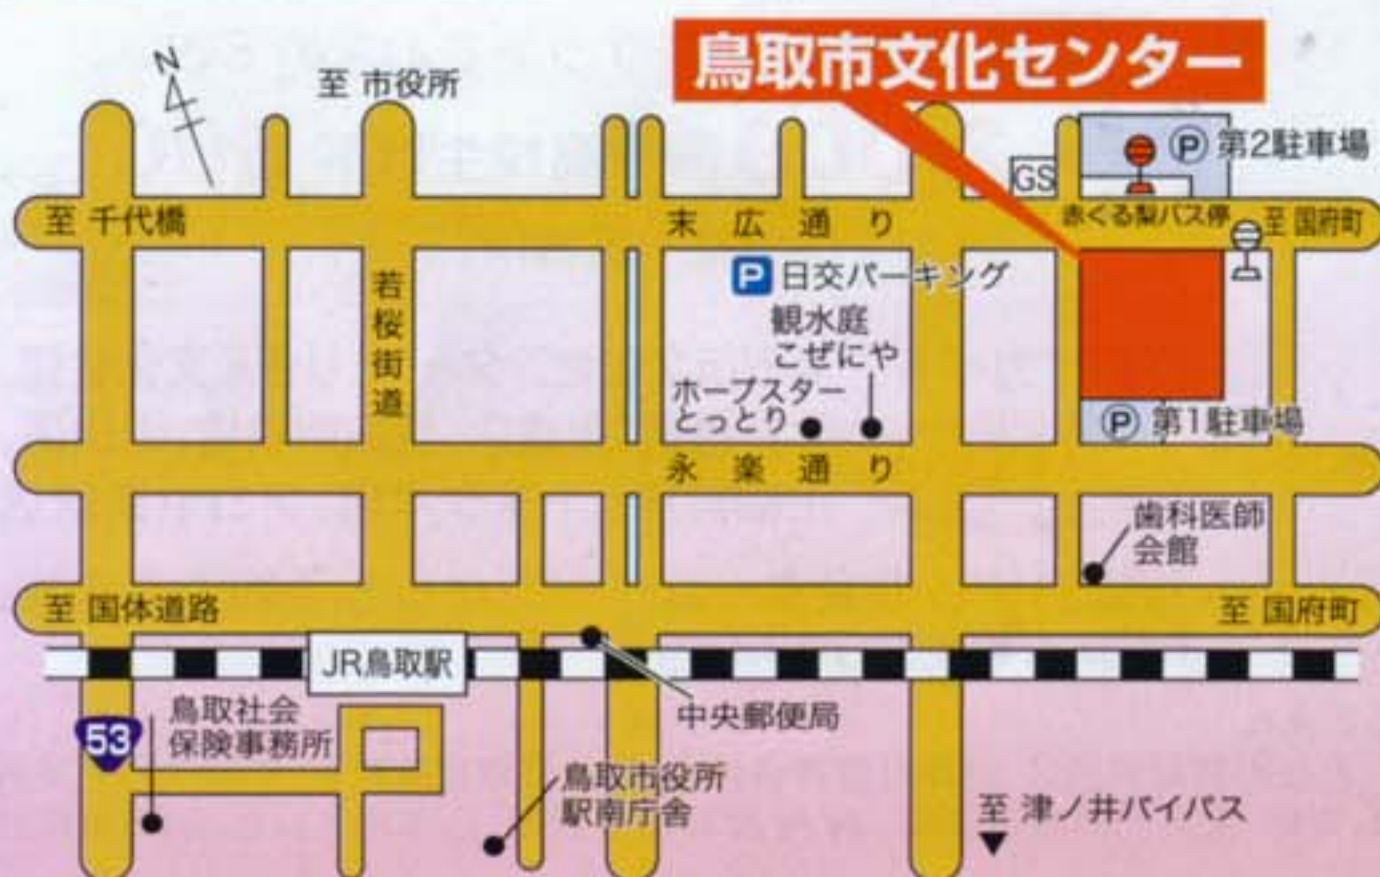 鳥取市文化センター
N
至 市役所
P 第2駐車場
GS
至 千代橋
末広通り
赤くる梨バス停
至 国府町
若桜街道
P 日交パーキング
観水庭
こぜにや
ホープスター
とっとり
P 第1駐車場
永楽通り
歯科医師
会館
至 国体道路
至 国府町
JR鳥取駅
中央郵便局
53
鳥取社会
保険事務所
鳥取市役所
駅南庁舎
至 津ノ井バイパス